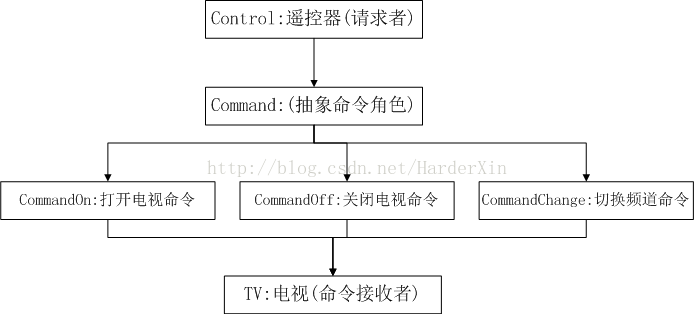 Control:遥控器(请求者)
Command:(抽象命令角色)
http://blog.csdn.net/HarderXin
CommandOn:打开电视命令
CommandOff:关闭电视命令
CommandChange:切换频道命令
TV:电视(命令接收者)